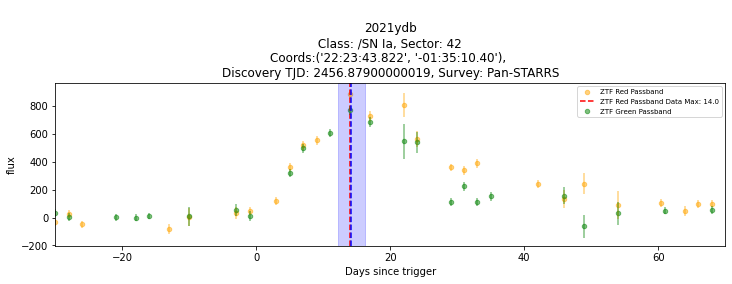 2021ydb
Class: /SN Ia, Sector: 42
Coords:('22:23:43.822', '-01:35:10.40'),
Discovery TJD: 2456.87900000019, Survey: Pan-STARRS
ZTF Red Passband
ZTF Red Passband Data Max: 14.0
ZTF Green Passband
flux
800
600
400
200
0
−200
−20
0
20
40
60
Days since trigger